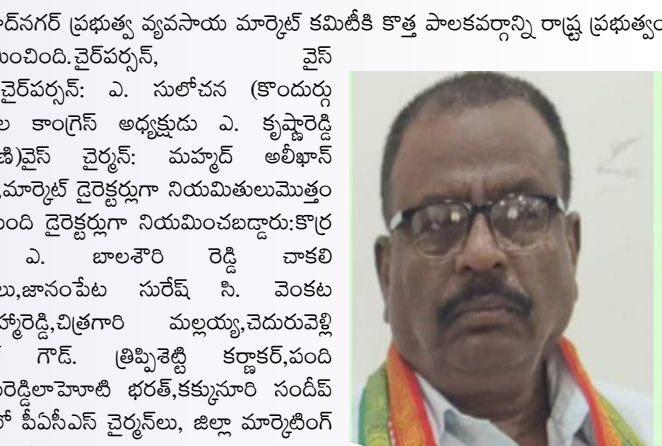 ాద్‌నగర్ ప్రభుత్వ వ్యవసాయ మార్కెట్ కమిటీకి కొత్త పాలకవర్గాన్ని రాష్ట్ర ప్రభుత్వం
మించింది.చైర్‌పర్సన్, వైస్
చైర్‌పర్సన్: ఎ. సులోచన (కొందుర్గు
ల కాంగ్రెస్ అధ్యక్షుడు ఎ. కృష్ణారెడ్డి
ణి)వైస్ చైర్మన్: మహ్మద్ అలీఖాన్
,మార్కెట్ డైరెక్టర్లుగా నియమితులుమొత్తం
మంది డైరెక్టర్లుగా నియమించబడ్డారు:కొర్ర
ఎ. బాలశౌరి రెడ్డి చాకలి
లు,జానంపేట సురేష్ సి. వెంకట
హ్మారెడ్డి,చిత్రగారి మల్లయ్య,చెదురువెళ్లి
గౌడ్. త్రిప్పిశెట్టి కర్ణాకర్,పంది
రెడ్డిలాహెూటి భరత్,కక్కునూరి సందీప్
లో పీఏసీఎస్ చైర్మన్‌లు, జిల్లా మార్కెటింగ్